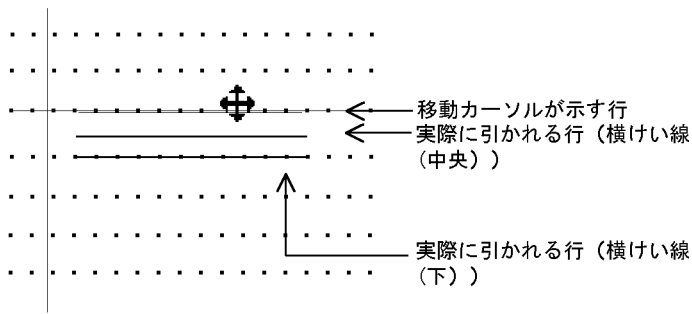 移動カーソルが示す行
実際に引かれる行（横けい線
（中央））
実際に引かれる行（横けい線
（下））